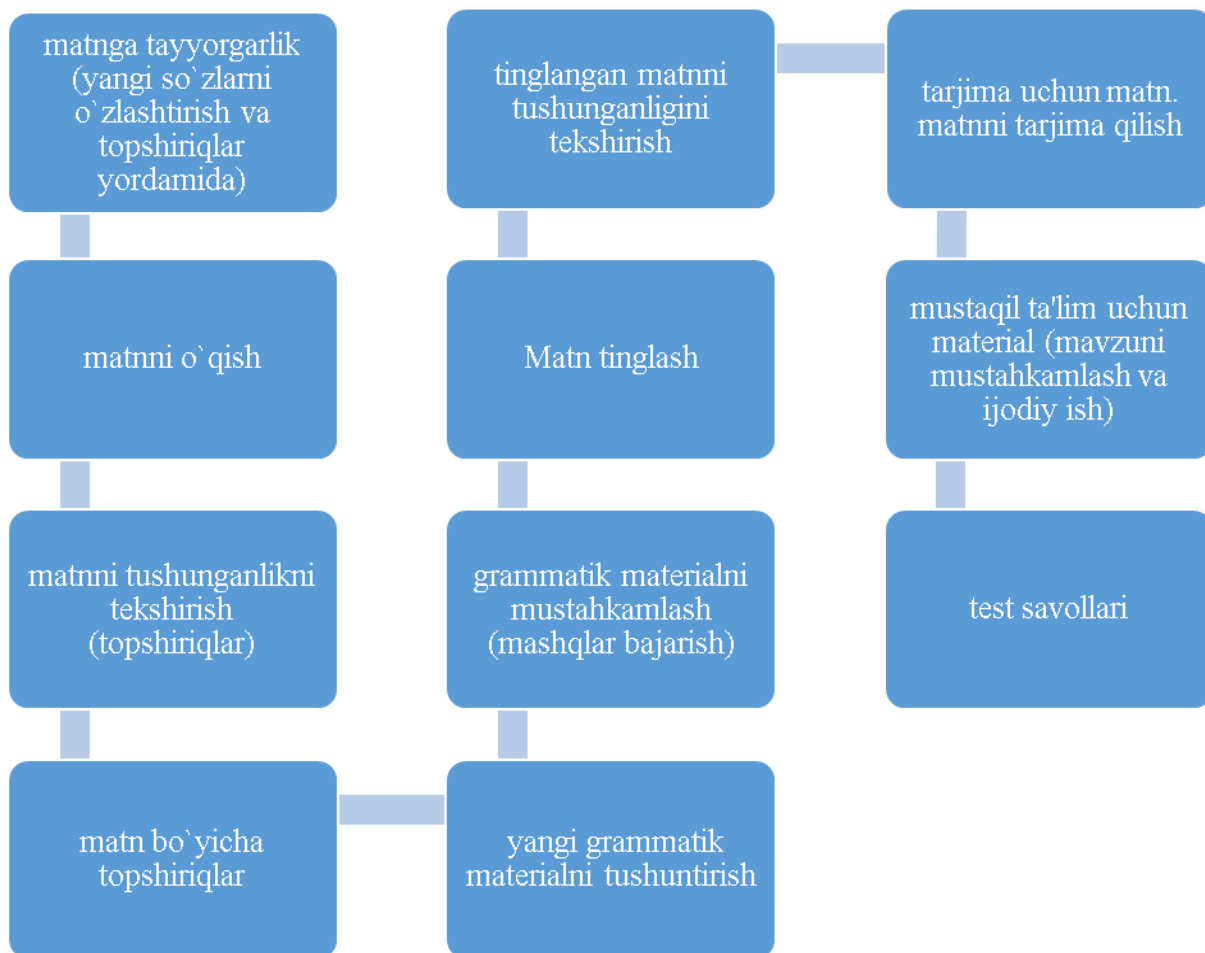 matnga tayyorgarlik
(yangi so`zlarni
o`zlashtirish va
topshiriqlar
yordamida)
matnni o`qish
matnni tushunganlikni
tekshirish
(topshiriqlar)
matn bo`yicha
topshiriqlar
yangi grammatik
materialni tushuntirish
grammatik materialni
mustahkamlash
(mashqlar bajarish)
Matn tinglash
tinglangan matnni
tushunganligini
tekshirish
tarjima uchun matn.
matnni tarjima qilish
mustaqil ta'lim uchun
material (mavzuni
mustahkamlash va
ijodiy ish)
test savollari